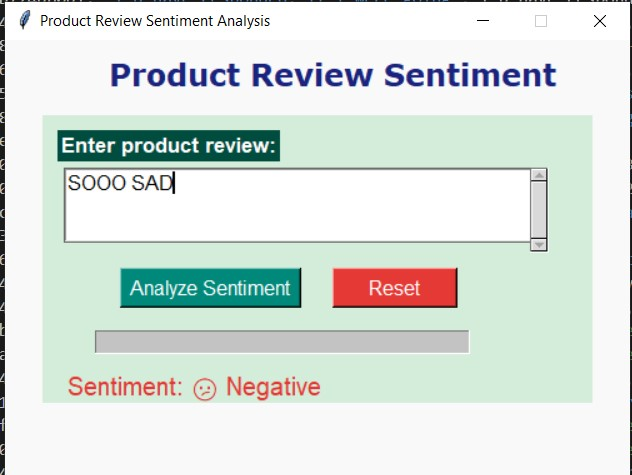 Product Review Sentiment Analysis
Product Review Sentiment
Enter product review:
SOOO SAD
Analyze Sentiment
Reset
Sentiment: 😕 Negative